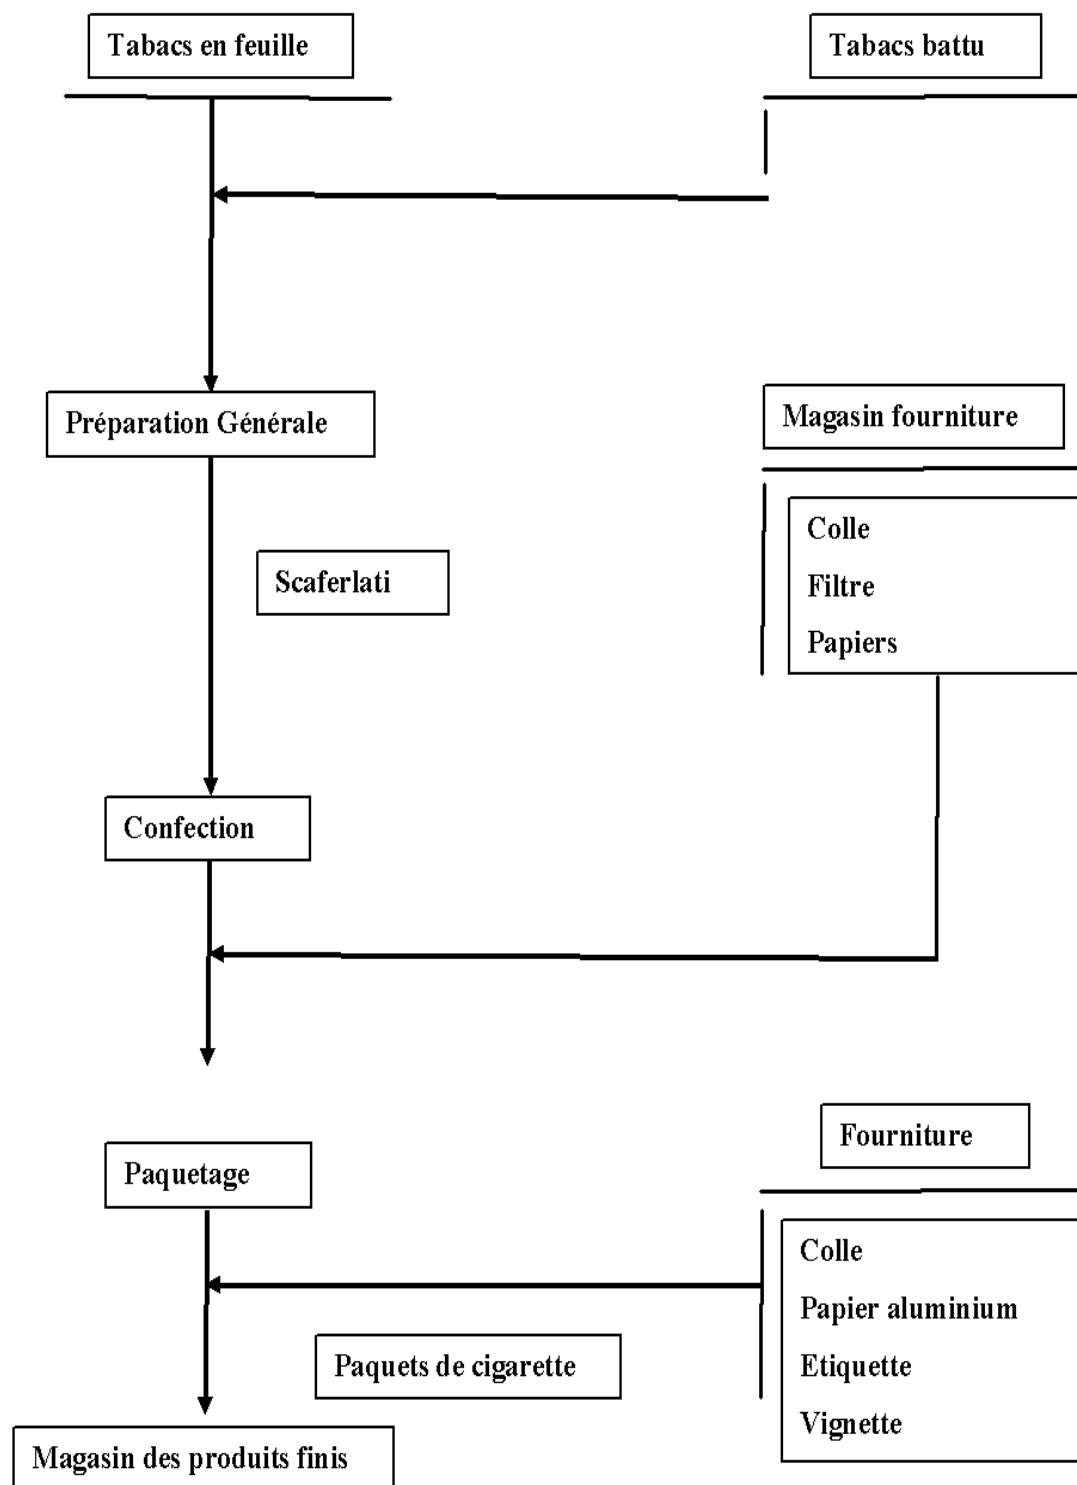 Tabacs en feuille
Tabacs battu
Préparation Générale
Magasin fourniture
Colle
Filtre
Papiers
Scaferlati
Confection
Fourniture
Paquetage
Colle
Papier aluminium
Etiquette
Vignette
Paquets de cigarette
Magasin des produits finis